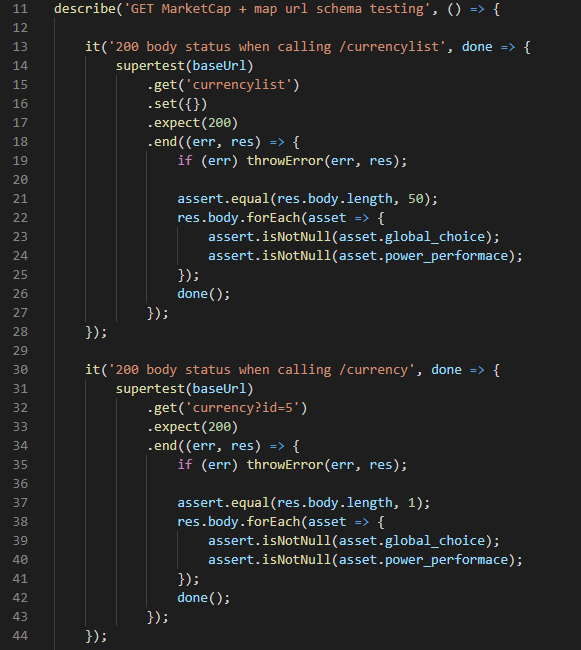 11 describe('GET MarketCap + map url schema testing', () => {
12
13     it('200 body status when calling /currencylist', done => {
14         supertest(baseUrl)
15             .get('currencylist')
16             .set({})
17             .expect(200)
18             .end((err, res) => {
19                 if (err) throwError(err, res);
20
21                 assert.equal(res.body.length, 50);
22                 res.body.forEach(asset => {
23                     assert.isNotNull(asset.global_choice);
24                     assert.isNotNull(asset.power_performace);
25                 });
26                 done();
27             });
28     });
29
30     it('200 body status when calling /currency', done => {
31         supertest(baseUrl)
32             .get('currency?id=5')
33             .expect(200)
34             .end((err, res) => {
35                 if (err) throwError(err, res);
36
37                 assert.equal(res.body.length, 1);
38                 res.body.forEach(asset => {
39                     assert.isNotNull(asset.global_choice);
40                     assert.isNotNull(asset.power_performace);
41                 });
42                 done();
43             });
44     });